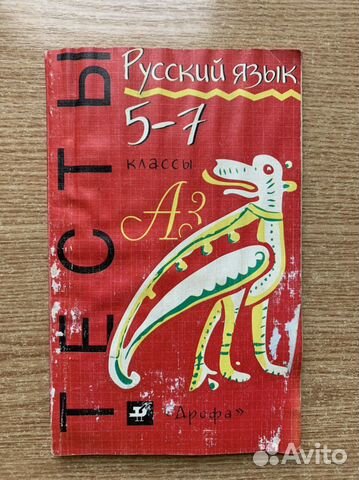 ТЕСТЫ
Русский язык
5-7
классы
Аз
"Дрофа"
Avito